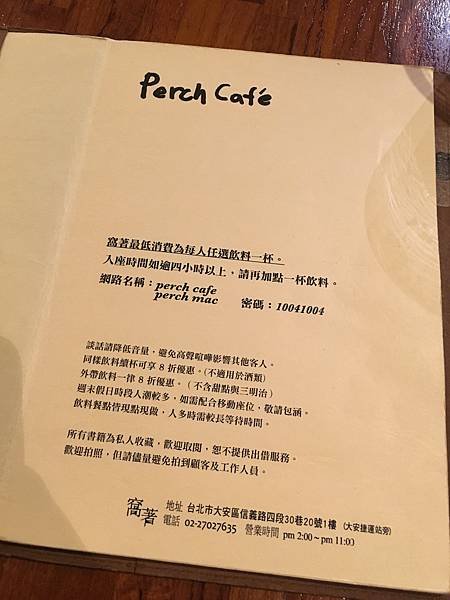 Perch Café
窩著最低消費為每人任選飲料一杯。
入座時間如逾四小時以上，請再加點一杯飲料。
網路名稱：perch cafe
perch mac 密碼：10041004
談話請降低音量，避免高聲喧嘩影響其他客人。
同樣飲料續杯可享 8 折優惠。(不適用於酒類)
外帶飲料一律 8 折優惠。（不含甜點與三明治）
週末假日時段人潮較多，如需配合移動座位，敬請包涵。
飲料餐點皆現點現做，人多時需較長等待時間。
所有書籍為私人收藏，歡迎取閱，恕不提供出借服務。
歡迎拍照，但請儘量避免拍到顧客及工作人員。
窩著 地址 台北市大安區信義路四段30巷20號1樓 (大安捷運站旁)
電話 02-27027635 營業時間 pm 2:00~ pm 11:00